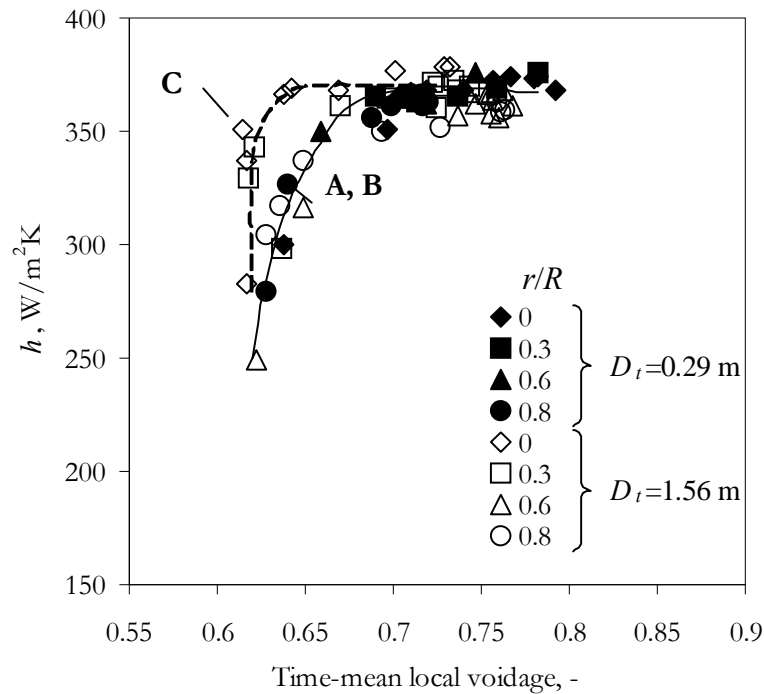 400
350
300
250
200
150
h , W/m²K
C
A, B
r/R
0
0.3
0.6
0.8
D t=0.29 m
0
0.3
0.6
0.8
D t=1.56 m
0.55 0.6 0.65 0.7 0.75 0.8 0.85 0.9
Time-mean local voidage, -